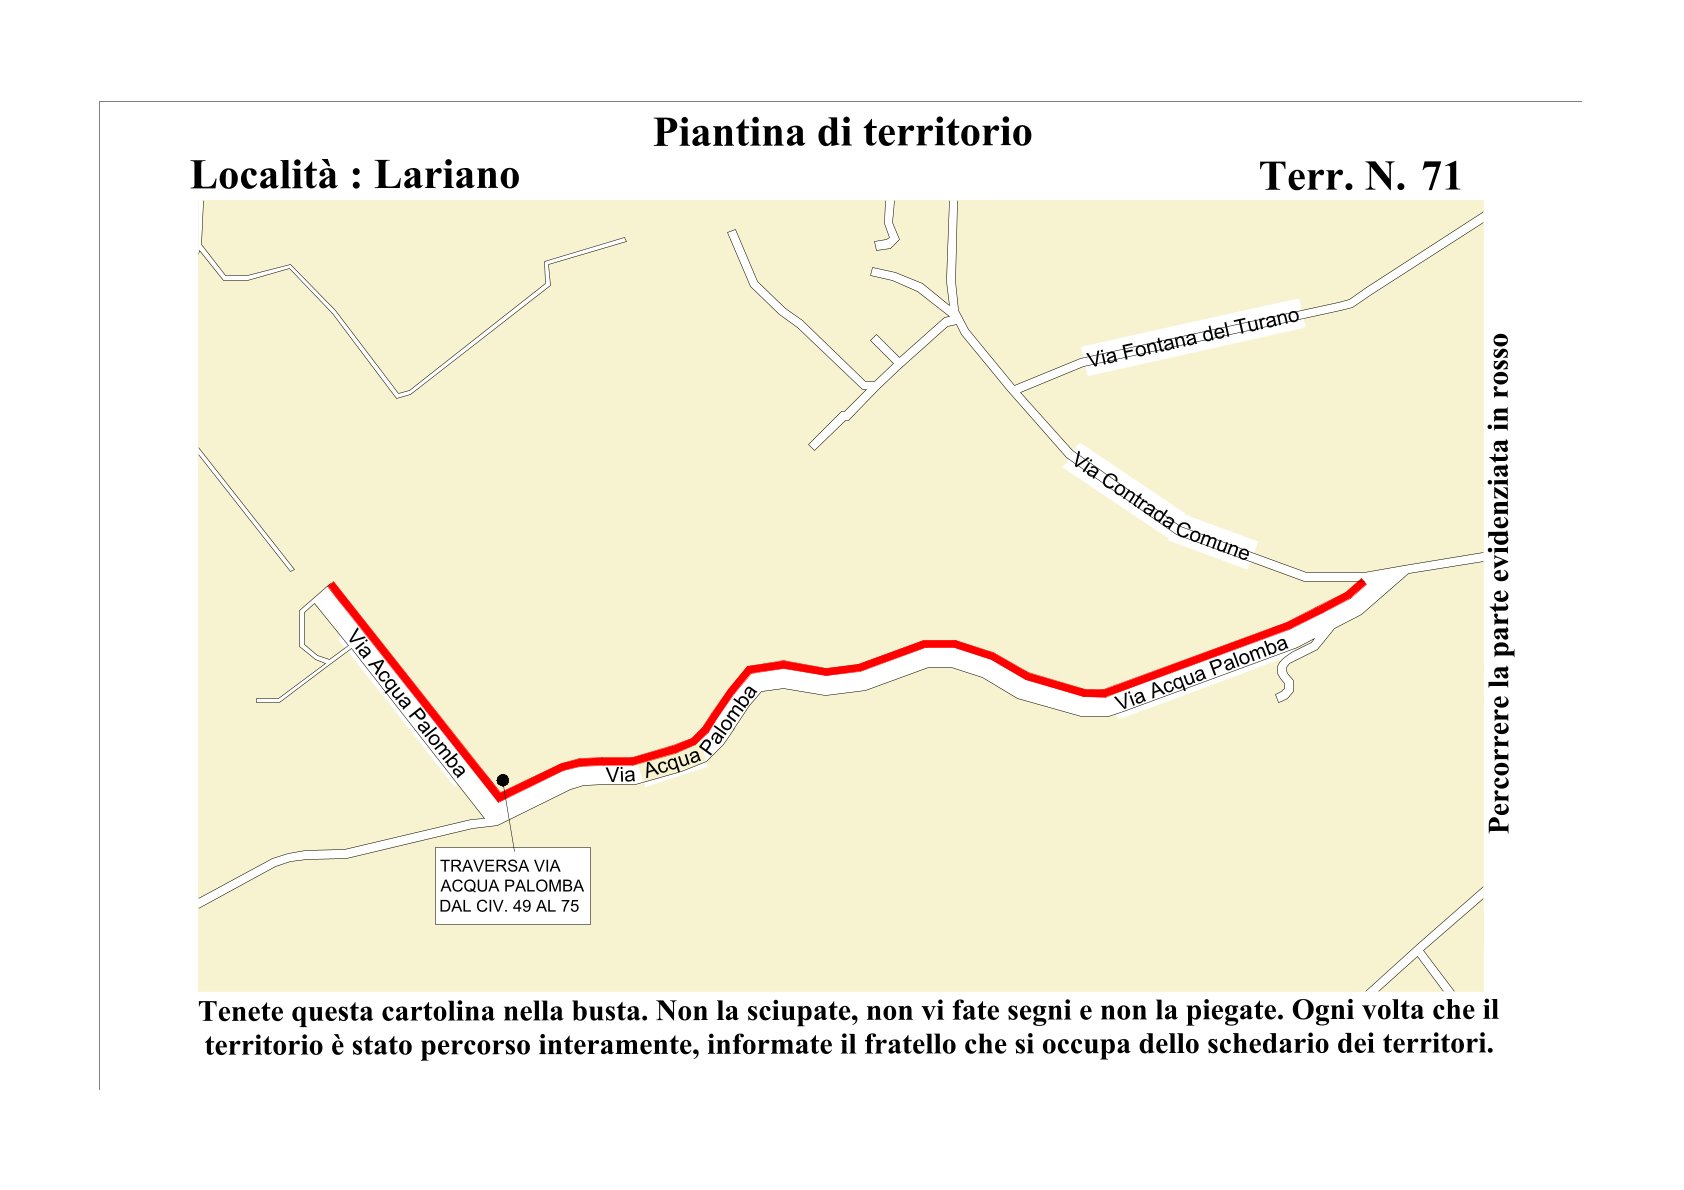 Piantina di territorio
Località : Lariano
Terr. N. 71
Via Fontana del Turano
Via Contrada Comune
Percorrere la parte evidenziata in rosso
Via Acqua Palomba
Via Acqua Palomba
Via Acqua Palomba
TRAVERSA VIA
ACQUA PALOMBA
DAL CIV. 49 AL 75
Tenete questa cartolina nella busta. Non la sciupate, non vi fate segni e non la piegate. Ogni volta che il
territorio è stato percorso interamente, informate il fratello che si occupa dello schedario dei territori.